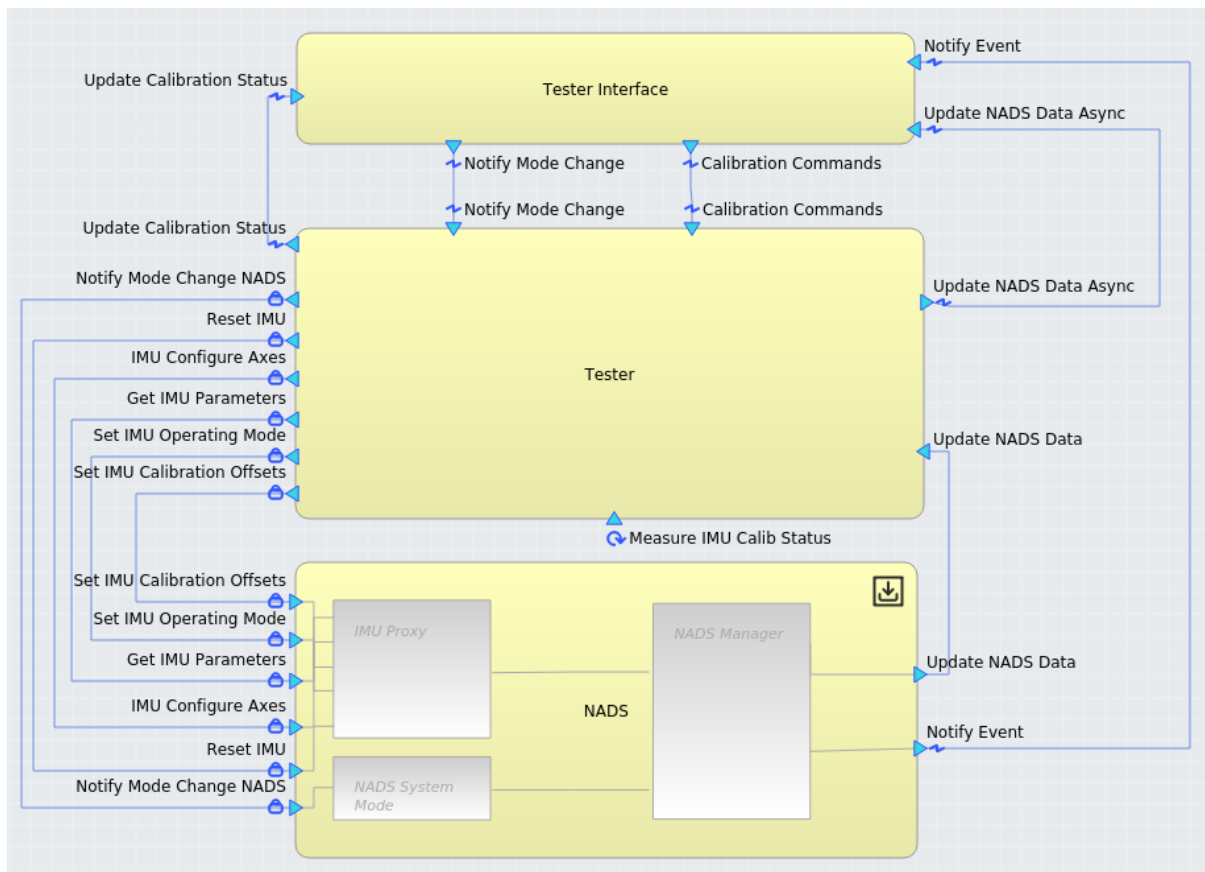 Notify Event
Update Calibration Status
Tester Interface
Update NADS Data Async
Notify Mode Change
Calibration Commands
Notify Mode Change
Calibration Commands
Update Calibration Status
Notify Mode Change NADS
Update NADS Data Async
Reset IMU
IMU Configure Axes
Tester
Get IMU Parameters
Set IMU Operating Mode
Update NADS Data
Set IMU Calibration Offsets
Measure IMU Calib Status
Set IMU Calibration Offsets
Set IMU Operating Mode
IMU Proxy
NADS Manager
Get IMU Parameters
Update NADS Data
IMU Configure Axes
NADS
Notify Event
Reset IMU
Notify Mode Change NADS
NADS System
Mode